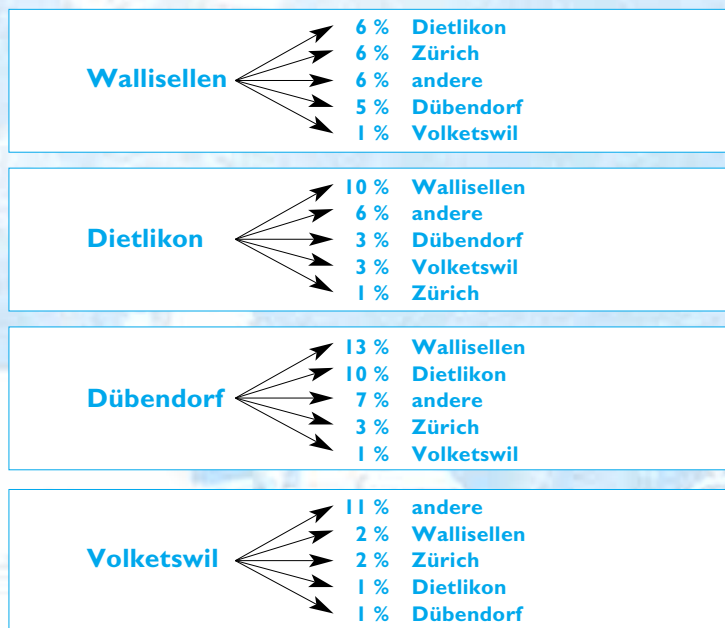 6 % Dietlikon
6 % Zürich
Wallisellen 6 % andere
5 % Dübendorf
1 % Volketswil
10 % Wallisellen
6 % andere
Dietlikon 3 % Dübendorf
3 % Volketswil
1 % Zürich
13 % Wallisellen
10 % Dietlikon
Dübendorf 7 % andere
3 % Zürich
1 % Volketswil
11 % andere
2 % Wallisellen
Volketswil 2 % Zürich
1 % Dietlikon
1 % Dübendorf